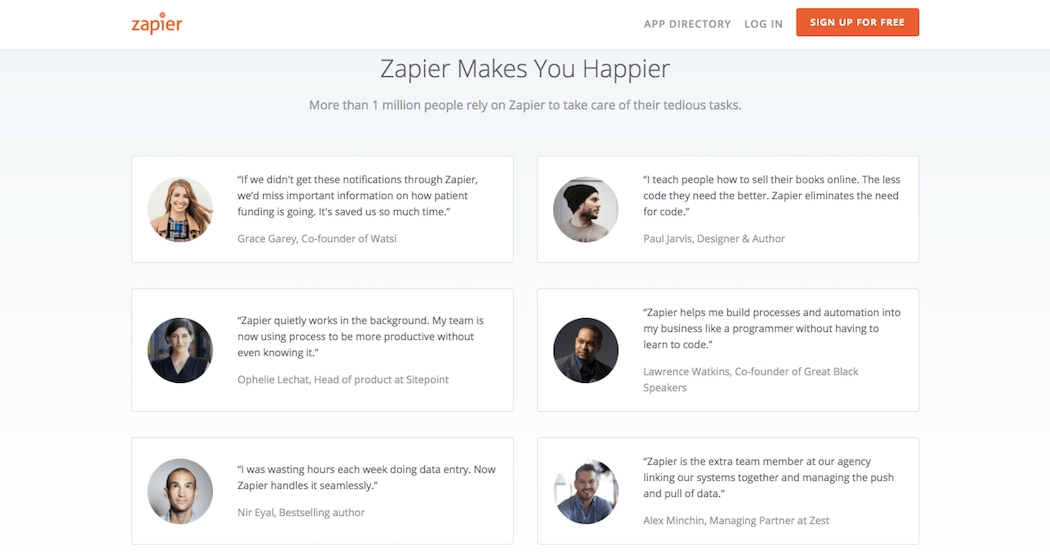 zapier
APP DIRECTORY
LOG IN
SIGN UP FOR FREE
Zapier Makes You Happier
More than 1 million people rely on Zapier to take care of their tedious tasks.
“If we didn't get these notifications through Zapier,
we’d miss important information on how patient
funding is going. It's saved us so much time.”
Grace Garey, Co-founder of Watsi
“I teach people how to sell their books online. The less
code they need the better. Zapier eliminates the need
for code.”
Paul Jarvis, Designer & Author
“Zapier quietly works in the background. My team is
now using process to be more productive without
even knowing it.”
Ophelie Lechat, Head of product at Sitepoint
“Zapier helps me build processes and automation into
my business like a programmer without having to
learn to code.”
Lawrence Watkins, Co-founder of Great Black
Speakers
“I was wasting hours each week doing data entry. Now
Zapier handles it seamlessly.”
Nir Eyal, Bestselling author
“Zapier is the extra team member at our agency
linking our systems together and managing the push
and pull of data.”
Alex Minchin, Managing Partner at Zest